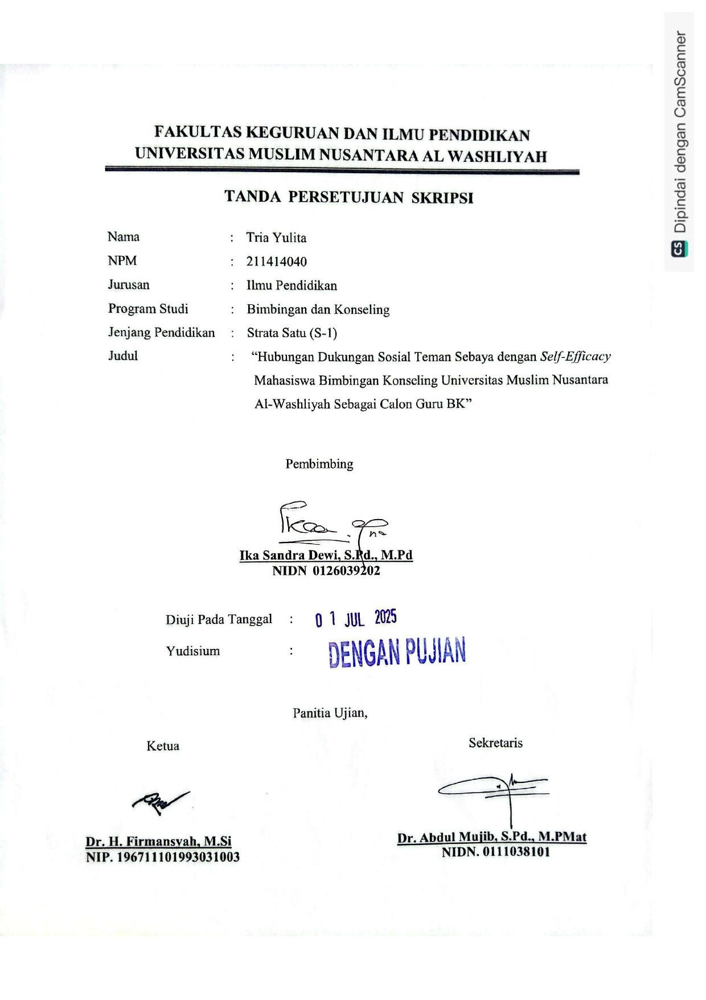 FAKULTAS KEGURUAN DAN ILMU PENDIDIKAN
UNIVERSITAS MUSLIM NUSANTARA AL WASHLIYAH
TANDA PERSETUJUAN SKRIPSI
Nama : Tria Yulita
NPM : 211414040
Jurusan : Ilmu Pendidikan
Program Studi : Bimbingan dan Konseling
Jenjang Pendidikan : Strata Satu (S-1)
Judul : “Hubungan Dukungan Sosial Teman Sebaya dengan Self-Efficacy
Mahasiswa Bimbingan Konseling Universitas Muslim Nusantara
Al-Washliyah Sebagai Calon Guru BK”
Pembimbing
Ika Sandra Dewi, S.Pd., M.Pd
NIDN 0126039202
Diuji Pada Tanggal : 01 JUL 2025
Yudisium : DENGAN PUJIAN
Panitia Ujian,
Ketua
Sekretaris
Dr. H. Firmansyah, M.Si
NIP. 196711101993031003
Dr. Abdul Mujib, S.Pd., M.PMat
NIDN. 0111038101
CS Dipindai dengan CamScanner